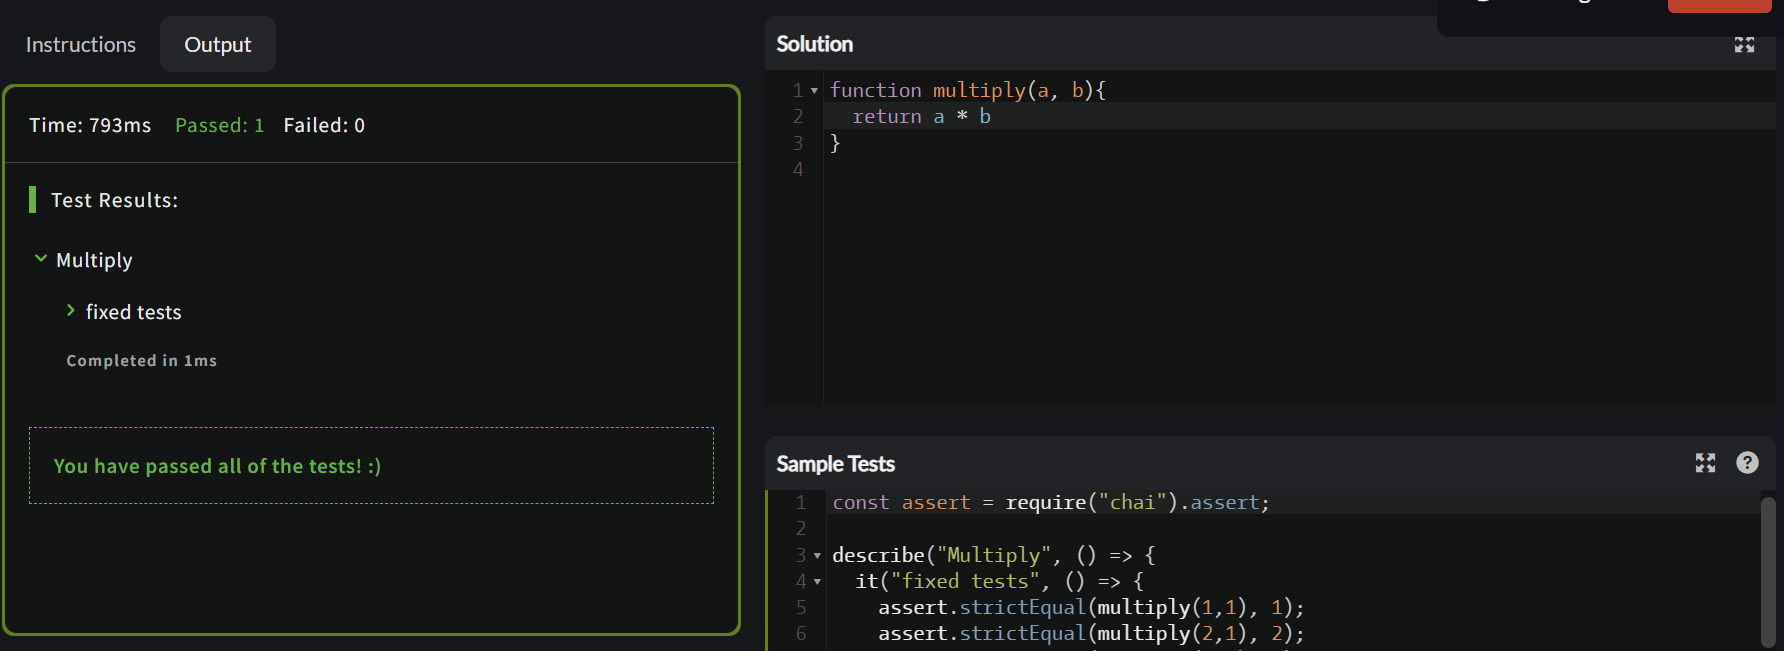 Instructions
Output
Time: 793ms Passed: 1 Failed: 0
Test Results:
Multiply
fixed tests
Completed in 1ms
You have passed all of the tests! :)
Solution
1 function multiply(a, b){
2 return a * b
3 }
4
Sample Tests
?
1 const assert = require("chai").assert;
2
3 describe("Multiply", () => {
4 it("fixed tests", () => {
5 assert.strictEqual(multiply(1,1), 1);
6 assert.strictEqual(multiply(2,1), 2);